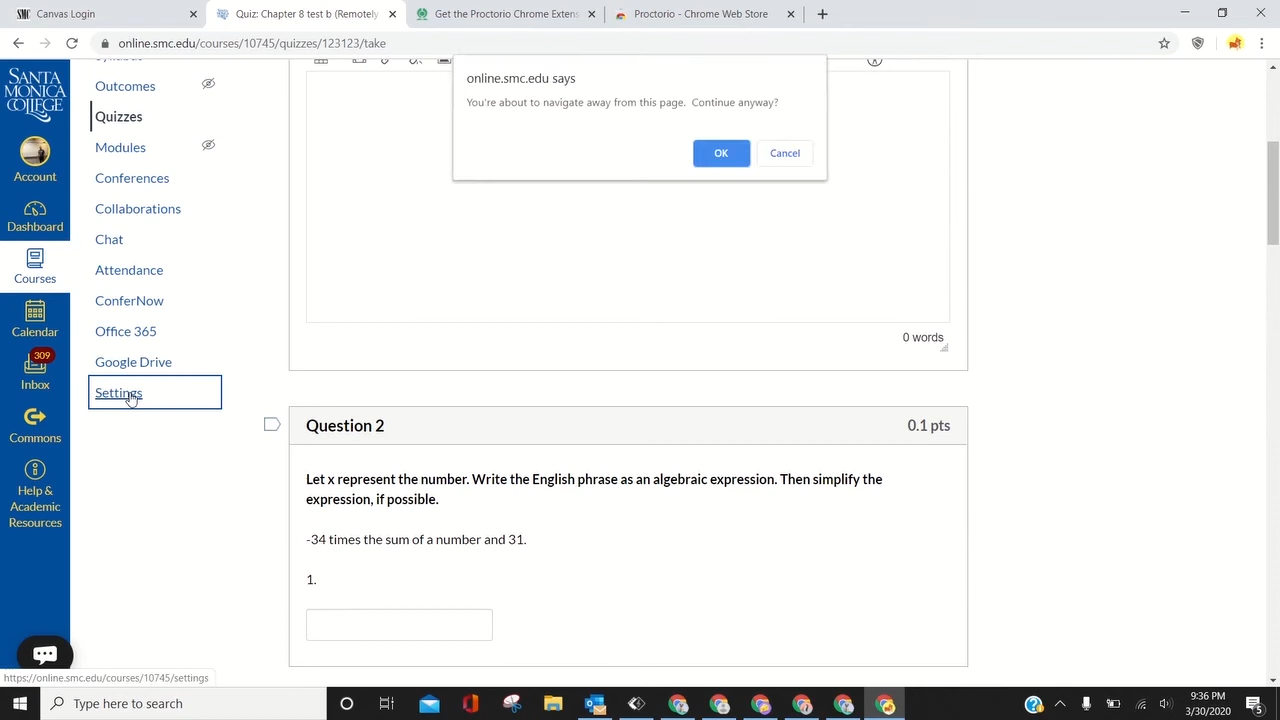 Canvas Login
Quiz: Chapter 8 test b (Remotely
Get the Proctorio Chrome Extens
Proctorio - Chrome Web Store
online.smc.edu/courses/10745/quizzes/123123/take
SANTA
MONICA
COLLEGE
Account
Dashboard
Courses
Calendar
309
Inbox
Commons
Help &
Academic
Resources
Outcomes
Quizzes
Modules
Conferences
Collaborations
Chat
Attendance
ConferNow
Office 365
Google Drive
Settings
online.smc.edu says
You're about to navigate away from this page. Continue anyway?
OK
Cancel
0 words
Question 2
0.1 pts
Let x represent the number. Write the English phrase as an algebraic expression. Then simplify the
expression, if possible.
-34 times the sum of a number and 31.
1.
https://online.smc.edu/courses/10745/settings
Type here to search
9:36 PM
3/30/2020
5